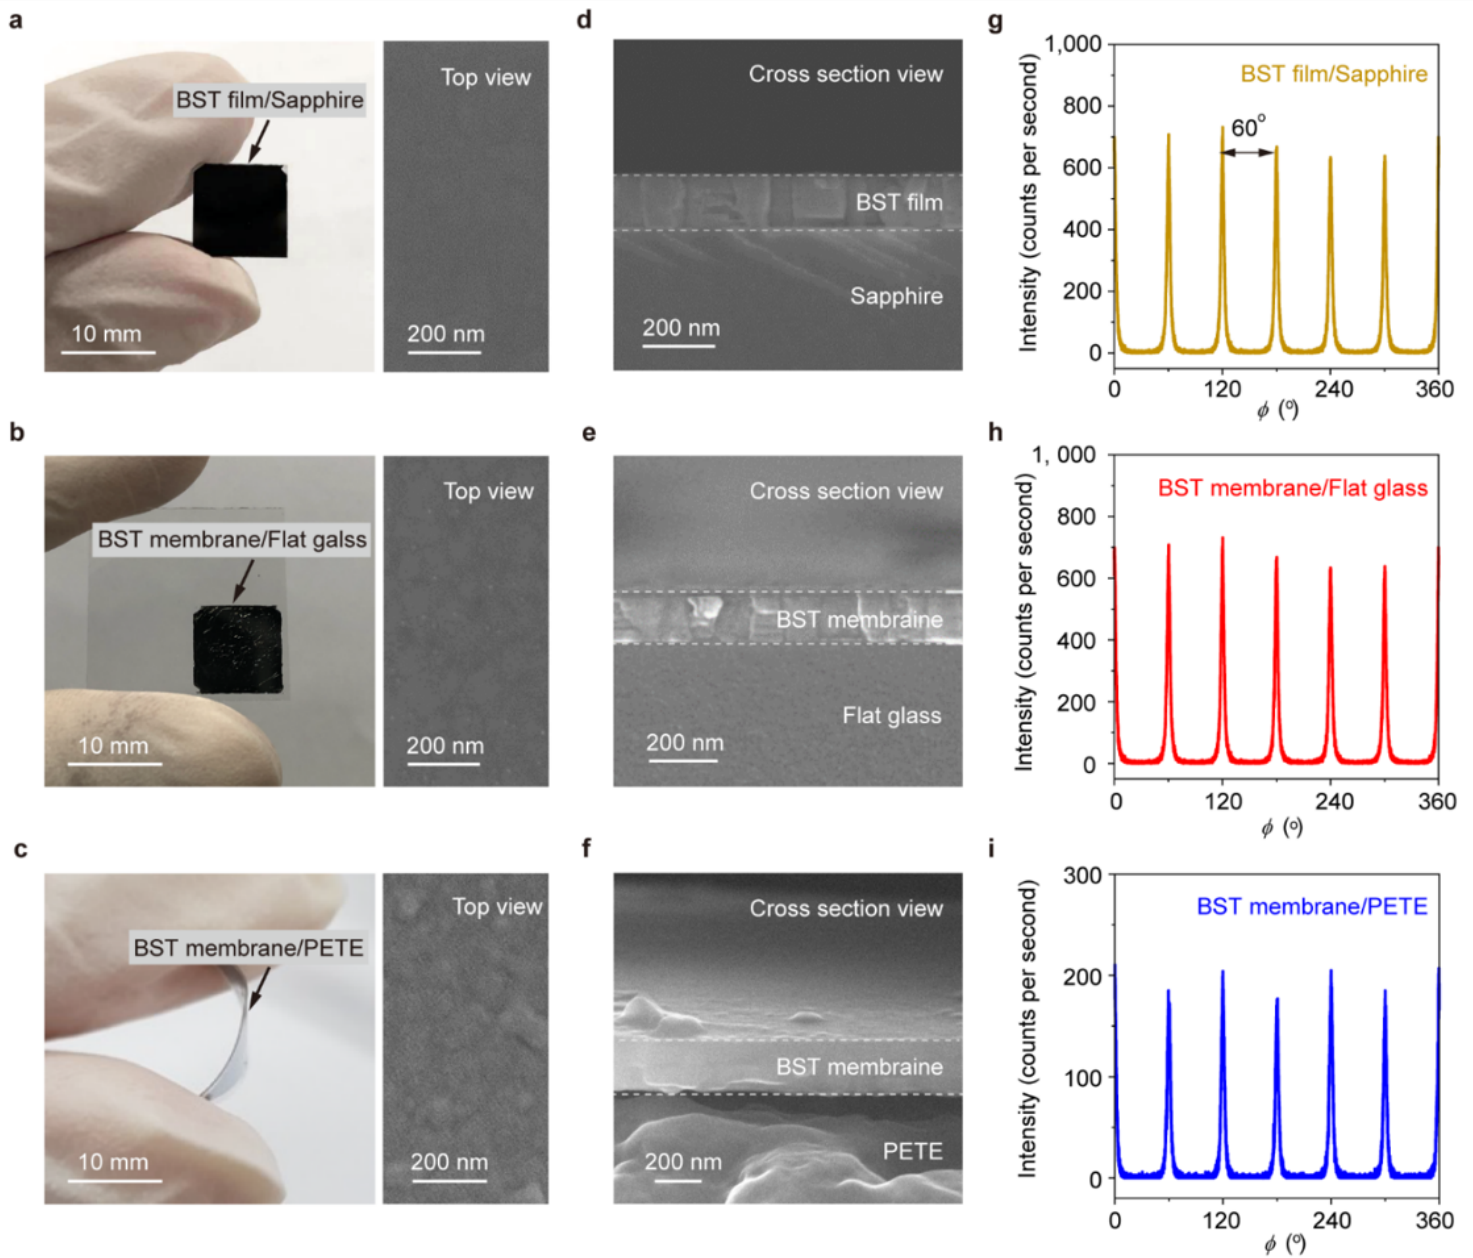 a
BST film/Sapphire
10 mm
Top view
200 nm
d
Cross section view
BST film
Sapphire
200 nm
g
BST film/Sapphire
60°
Intensity (counts per second)
1,000
800
600
400
200
0
0 120 240 360
ϕ (°)
b
BST membrane/Flat galss
10 mm
Top view
200 nm
e
Cross section view
BST membraine
Flat glass
200 nm
h
BST membrane/Flat glass
Intensity (counts per second)
1, 000
800
600
400
200
0
0 120 240 360
ϕ (°)
c
BST membrane/PETE
10 mm
Top view
200 nm
f
Cross section view
BST membraine
PETE
200 nm
i
BST membrane/PETE
Intensity (counts per second)
300
200
100
0
0 120 240 360
ϕ (°)